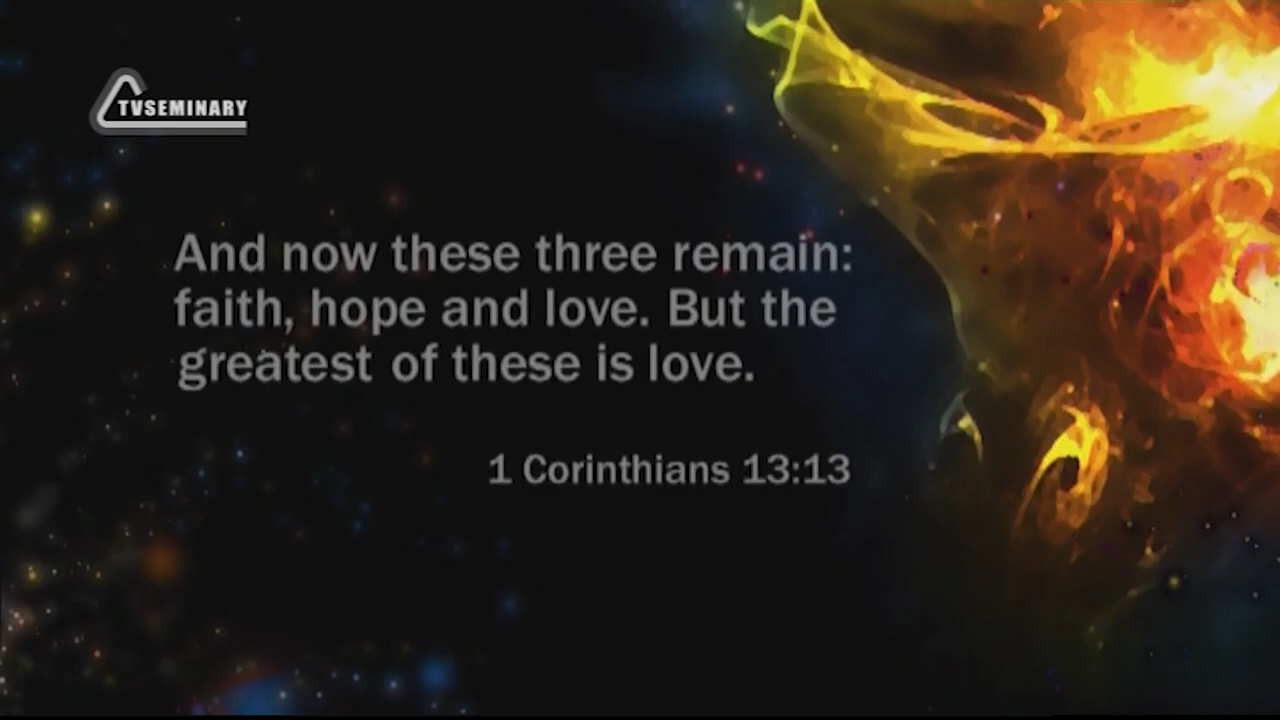 TVSEMINARY
And now these three remain:
faith, hope and love. But the
greatest of these is love.
1 Corinthians 13:13